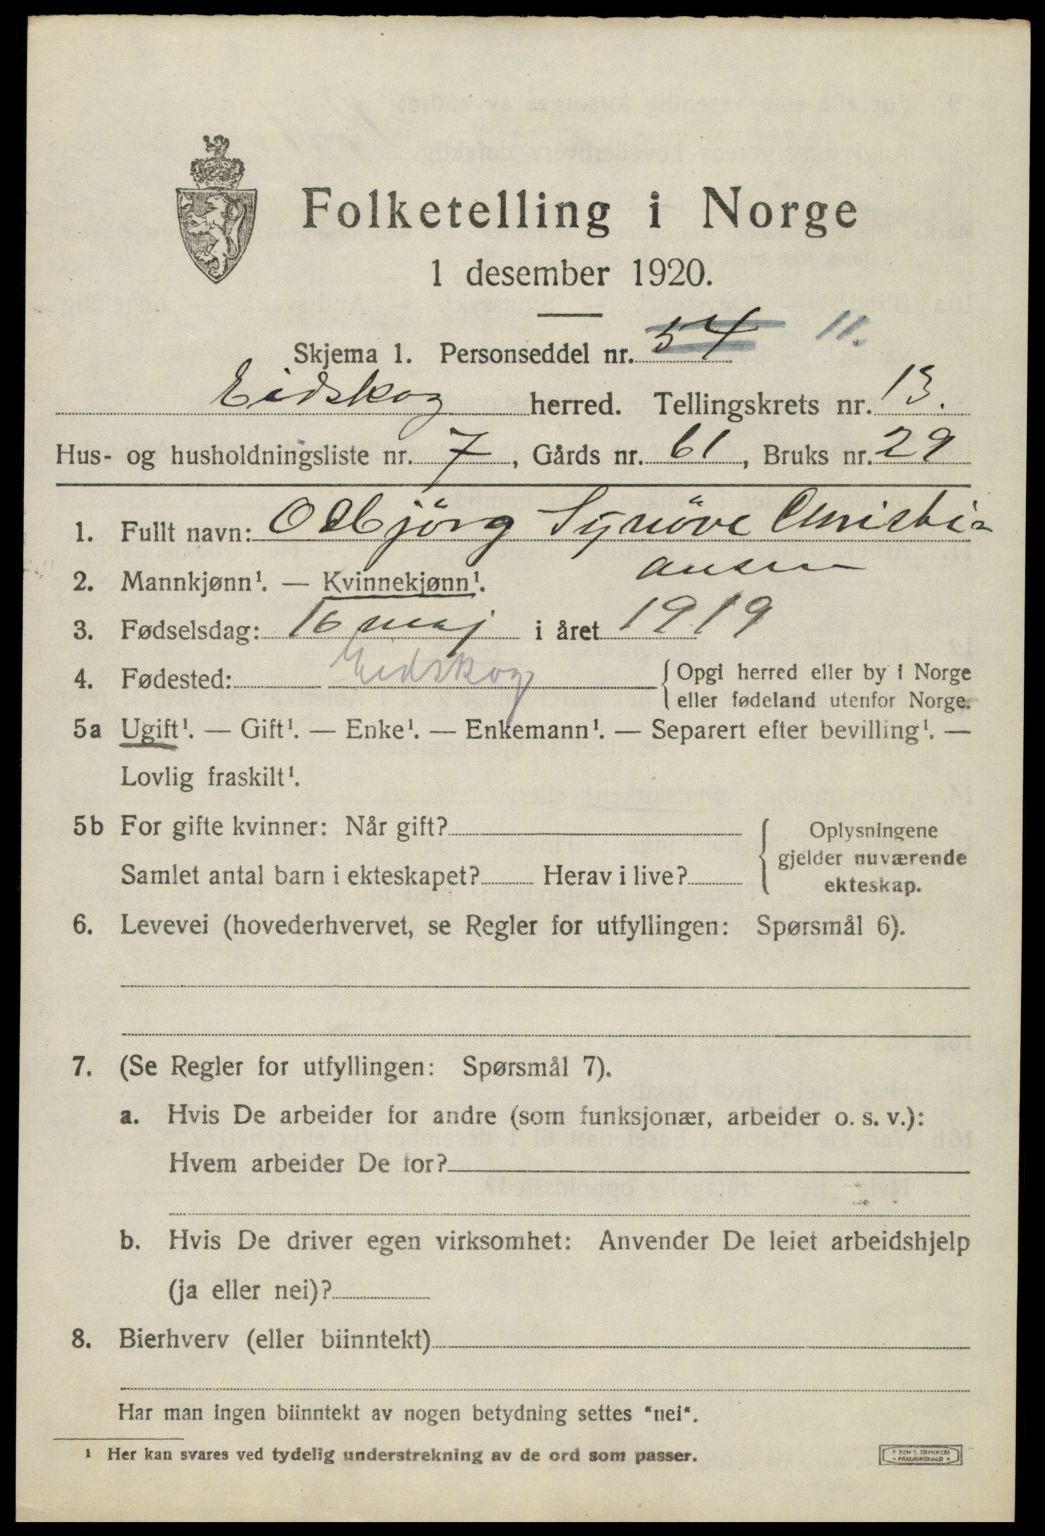 Folketelling i Norge
1 desember 1920.
Skjema 1. Personseddel nr. 54 11.
Eidskog herred. Tellingskrets nr. 13.
Hus- og husholdningsliste nr. 7, Gårds nr. 61, Bruks nr. 29
1. Fullt navn: Oddbjörg Synöve Christi-
ansen
2. Mannkjønn¹. — Kvinnekjønn¹.
3. Fødselsdag: 16 maj i året 1919
4. Fødested: Eidskog { Opgi herred eller by i Norge
eller fødeland utenfor Norge.
5a Ugift¹. — Gift¹. — Enke¹. — Enkemann¹. — Separert efter bevilling¹. —
Lovlig fraskilt¹.
5b For gifte kvinner: Når gift?
Samlet antal barn i ekteskapet? Herav i live?
{ Oplysningene
gjelder nuværende
ekteskap.
6. Levevei (hovederhvervet, se Regler for utfyllingen: Spørsmål 6).
7. (Se Regler for utfyllingen: Spørsmål 7).
a. Hvis De arbeider for andre (som funksjonær, arbeider o. s. v.):
Hvem arbeider De for?
b. Hvis De driver egen virksomhet: Anvender De leiet arbeidshjelp
(ja eller nei)?
8. Bierhverv (eller biinntekt)
Har man ingen biinntekt av nogen betydning settes "nei".
¹ Her kan svares ved tydelig understrekning av de ord som passer.